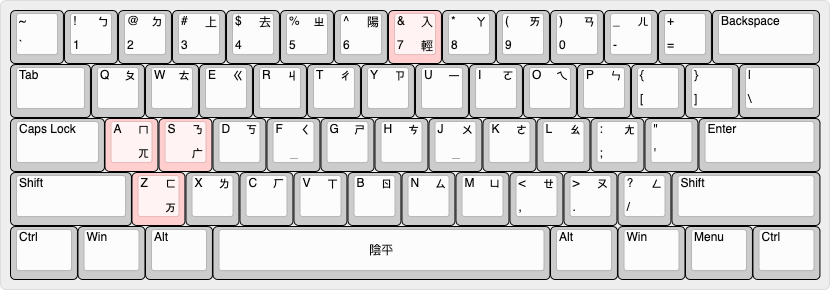 ~ ! ㄅ @ ㄉ # 上 $ 去 % ㄓ ^ 陽 & 入 * ㄚ ( ㄞ ) ㄢ _ ㄦ + Backspace
` 1 2 3 4 5 6 7 輕 8 9 0 - =
Tab Q ㄆ W ㄊ E ㄍ R ㄐ T ㄔ Y ㄗ U ㄧ I ㄛ O ㄟ P ㄣ { } |
[ ] \
Caps Lock A ㄇ S ㄋ D ㄎ F ㄑ G ㄕ H ㄘ J ㄨ K ㄜ L ㄠ : ㄤ " Enter
ㄫ ㄬ _ _ ; '
Shift Z ㄈ X ㄌ C ㄏ V ㄒ B ㄖ N ㄙ M ㄩ < ㄝ > ㄡ ? ㄥ Shift
ㄪ , . /
Ctrl Win Alt 陰平 Alt Win Menu Ctrl